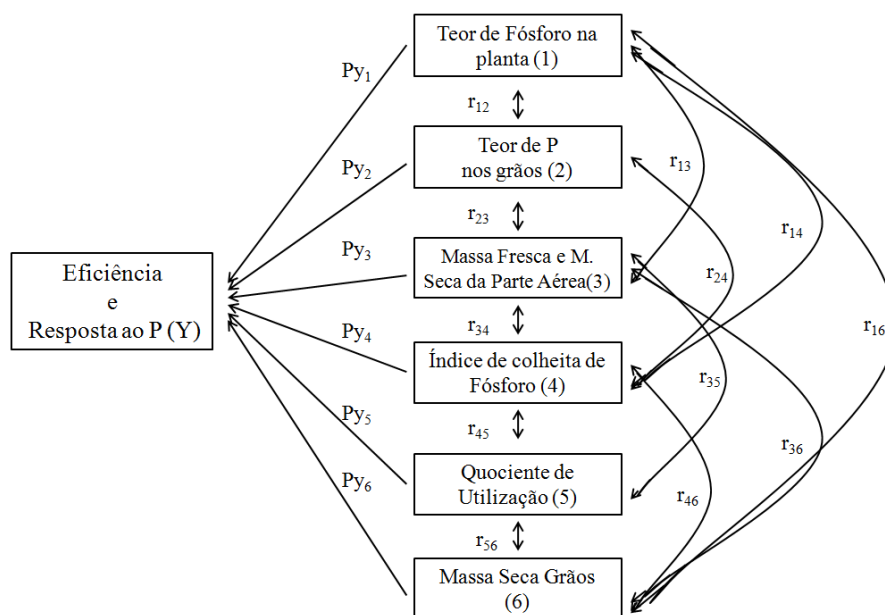 Teor de Fósforo na
planta (1)
Py1
r12
Teor de P
nos grãos (2)
Py2
r13
r23
r14
Py3
Massa Fresca e M.
Seca da Parte Aérea(3)
r24
Eficiência
e
Resposta ao P (Y)
Py4
r34
r16
Índice de colheita de
Fósforo (4)
r35
Py5
r45
r36
Quociente de
Utilização (5)
Py6
r46
r56
Massa Seca Grãos
(6)